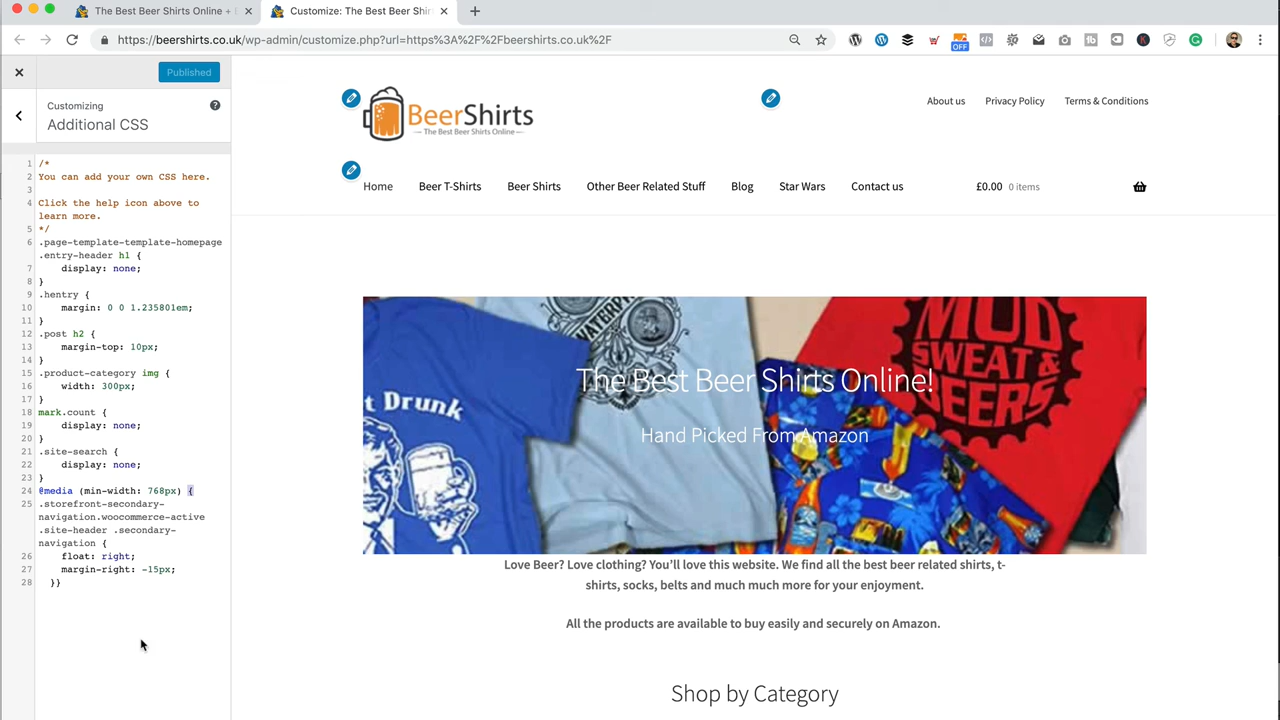 The Best Beer Shirts Online +
Customize: The Best Beer Shir
https://beershirts.co.uk/wp-admin/customize.php?url=https%3A%2F%2Fbeershirts.co.uk%2F
OFF
Published
Customizing
Additional CSS
1 /*
2 You can add your own CSS here.
3
4 Click the help icon above to
learn more.
5 */
6 .page-template-template-homepage
.entry-header h1 {
7 display: none;
8 }
9 .hentry {
10 margin: 0 0 1.235801em;
11 }
12 .post h2 {
13 margin-top: 10px;
14 }
15 .product-category img {
16 width: 300px;
17 }
18 mark.count {
19 display: none;
20 }
21 .site-search {
22 display: none;
23 }
24 @media (min-width: 768px) {
25 .storefront-secondary-
navigation.woocommerce-active
.site-header .secondary-
navigation {
26 float: right;
27 margin-right: -15px;
28 }}
BeerShirts
The Best Beer Shirts Online
About us Privacy Policy Terms & Conditions
Home Beer T-Shirts Beer Shirts Other Beer Related Stuff Blog Star Wars Contact us £0.00 0 items
MUD
SWEAT &
BEERS
t Drunk
The Best Beer Shirts Online!
Hand Picked From Amazon
Love Beer? Love clothing? You'll love this website. We find all the best beer related shirts, t-
shirts, socks, belts and much much more for your enjoyment.
All the products are available to buy easily and securely on Amazon.
Shop by Category